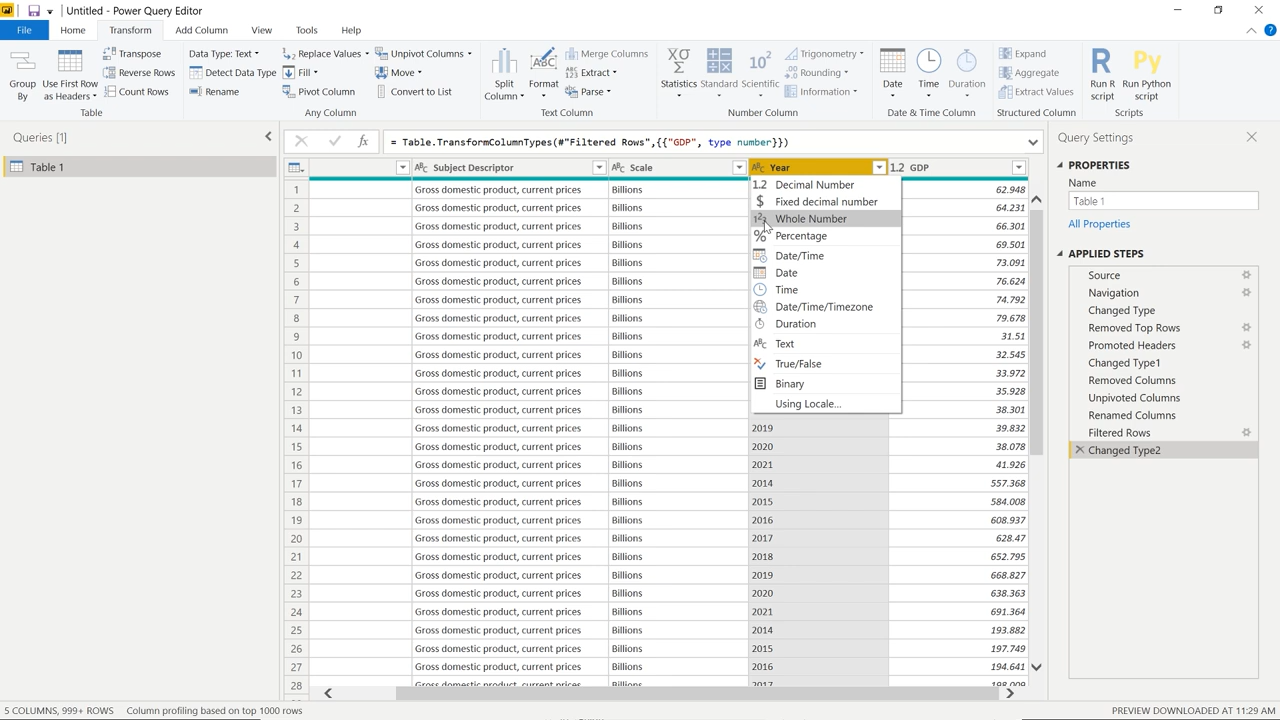 Untitled - Power Query Editor
File Home Transform Add Column View Tools Help
Group By
Use First Row as Headers
Transpose
Reverse Rows
Count Rows
Table
Data Type: Text
Detect Data Type
Rename
Replace Values
Fill
Pivot Column
Unpivot Columns
Move
Convert to List
Any Column
Split Column
Format
Merge Columns
Extract
Parse
Text Column
Statistics
Standard
Scientific
Trigonometry
Rounding
Information
Number Column
Date
Time
Duration
Date & Time Column
Expand
Aggregate
Extract Values
Structured Column
Run R script
Run Python script
Scripts
Queries [1]
Table 1
= Table.TransformColumnTypes(#"Filtered Rows",{{"GDP", type number}})
Subject Descriptor Scale Year 1.2 GDP
1 Gross domestic product, current prices Billions 62.948
2 Gross domestic product, current prices Billions 64.231
3 Gross domestic product, current prices Billions 66.301
4 Gross domestic product, current prices Billions 69.501
5 Gross domestic product, current prices Billions 73.091
6 Gross domestic product, current prices Billions 76.624
7 Gross domestic product, current prices Billions 74.792
8 Gross domestic product, current prices Billions 79.678
9 Gross domestic product, current prices Billions 31.51
10 Gross domestic product, current prices Billions 32.545
11 Gross domestic product, current prices Billions 33.972
12 Gross domestic product, current prices Billions 35.928
13 Gross domestic product, current prices Billions 38.301
14 Gross domestic product, current prices Billions 2019 39.832
15 Gross domestic product, current prices Billions 2020 38.078
16 Gross domestic product, current prices Billions 2021 41.926
17 Gross domestic product, current prices Billions 2014 557.368
18 Gross domestic product, current prices Billions 2015 584.008
19 Gross domestic product, current prices Billions 2016 608.937
20 Gross domestic product, current prices Billions 2017 628.47
21 Gross domestic product, current prices Billions 2018 652.795
22 Gross domestic product, current prices Billions 2019 668.827
23 Gross domestic product, current prices Billions 2020 638.363
24 Gross domestic product, current prices Billions 2021 691.364
25 Gross domestic product, current prices Billions 2014 193.882
26 Gross domestic product, current prices Billions 2015 197.749
27 Gross domestic product, current prices Billions 2016 194.641
28 Gross domestic product, current prices Billions 2017 198.009
1.2 Decimal Number
$ Fixed decimal number
Whole Number
% Percentage
Date/Time
Date
Time
Date/Time/Timezone
Duration
Text
True/False
Binary
Using Locale...
Query Settings
PROPERTIES
Name
Table 1
All Properties
APPLIED STEPS
Source
Navigation
Changed Type
Removed Top Rows
Promoted Headers
Changed Type1
Removed Columns
Unpivoted Columns
Renamed Columns
Filtered Rows
Changed Type2
5 COLUMNS, 999+ ROWS Column profiling based on top 1000 rows
PREVIEW DOWNLOADED AT 11:29 AM